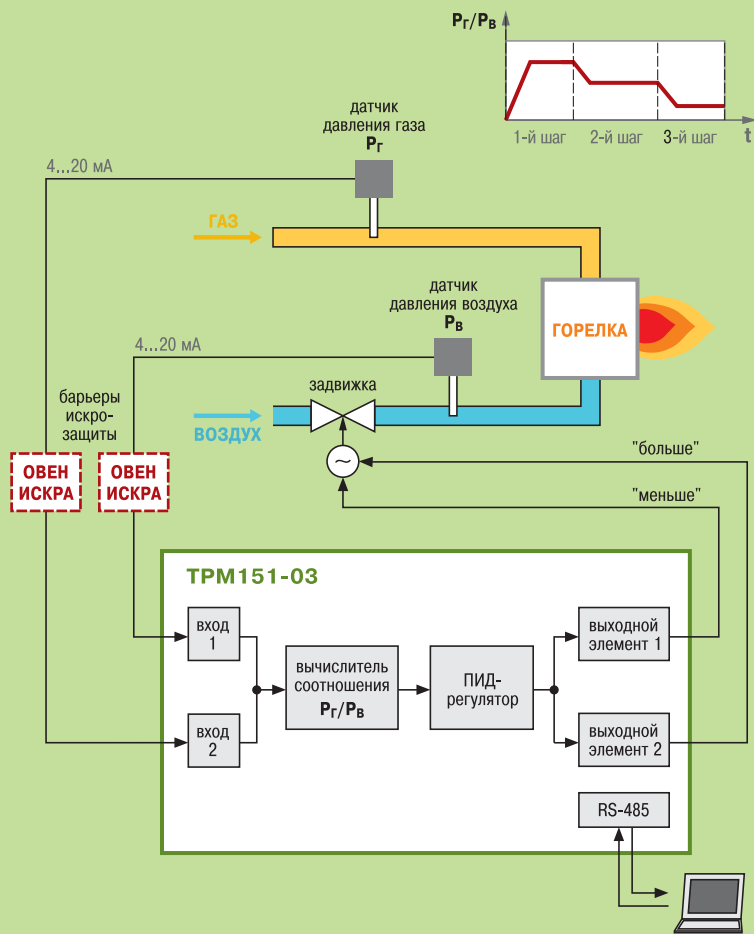 Pг/Pв
1-й шаг
2-й шаг
3-й шаг
t
датчик
давления газа
Pг
4...20 мА
ГАЗ
датчик
давления воздуха
Pв
ГОРЕЛКА
4...20 мА
задвижка
барьеры
искро-
защиты
ВОЗДУХ
ОВЕН
ИСКРА
ОВЕН
ИСКРА
~
"больше"
"меньше"
ТРМ151-03
вход
1
вычислитель
соотношения
Pг/Pв
ПИД-
регулятор
выходной
элемент 1
вход
2
выходной
элемент 2
RS-485